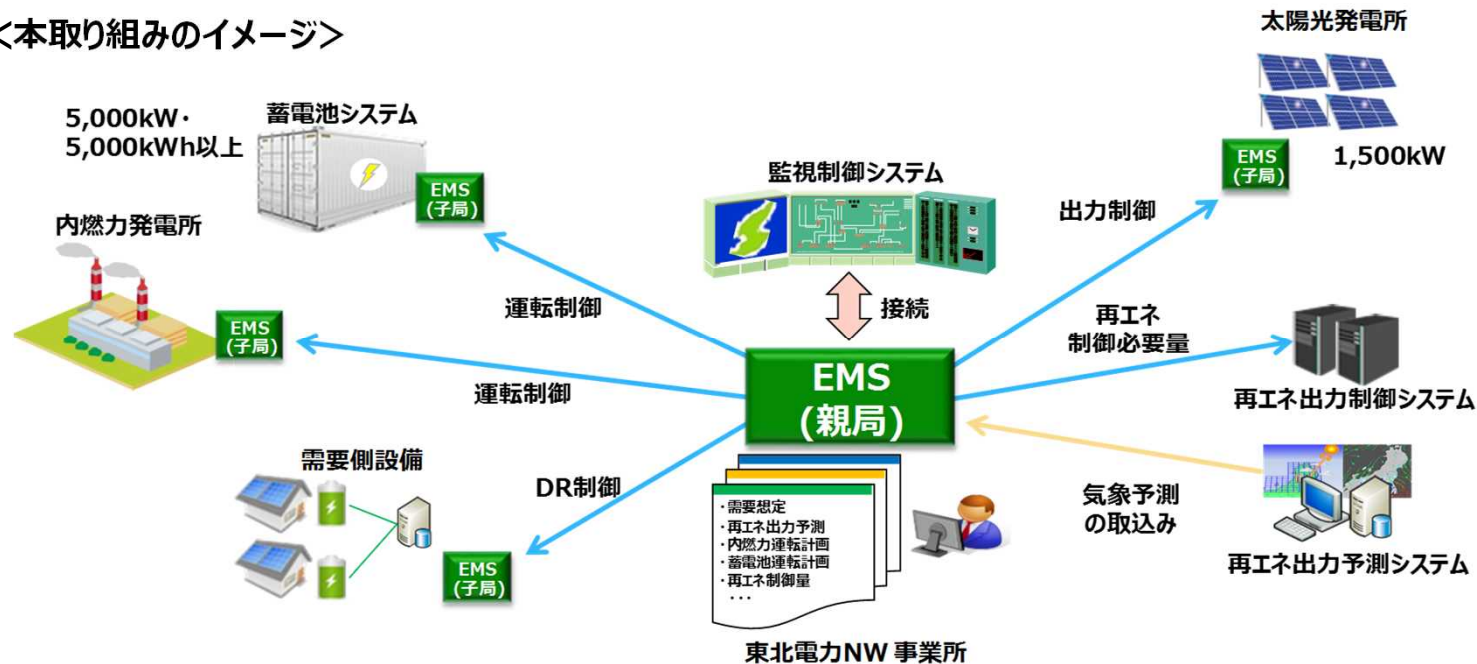 <本取り組みのイメージ>
太陽光発電所
5,000kW・
5,000kWh以上
蓄電池システム
EMS
(子局)
監視制御システム
EMS
(子局)
1,500kW
内燃力発電所
出力制御
EMS
(子局)
運転制御
接続
再エネ
制御必要量
運転制御
EMS
(親局)
再エネ出力制御システム
需要側設備
DR制御
気象予測
の取込み
・需要想定
・再エネ出力予測
・内燃力運転計画
・蓄電池運転計画
・再エネ制御量
・・・
EMS
(子局)
再エネ出力予測システム
東北電力NW 事業所